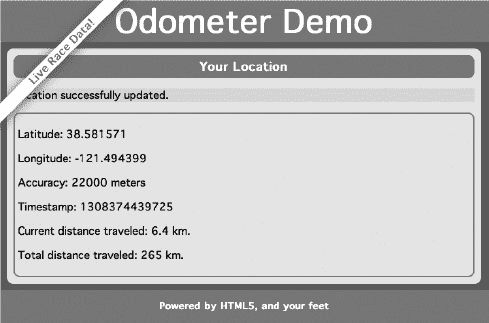 Odometer Demo
Live Race Data!
Your Location
cation successfully updated.
Latitude: 38.581571
Longitude: -121.494399
Accuracy: 22000 meters
Timestamp: 1308374439725
Current distance traveled: 6.4 km.
Total distance traveled: 265 km.
Powered by HTML5, and your feet